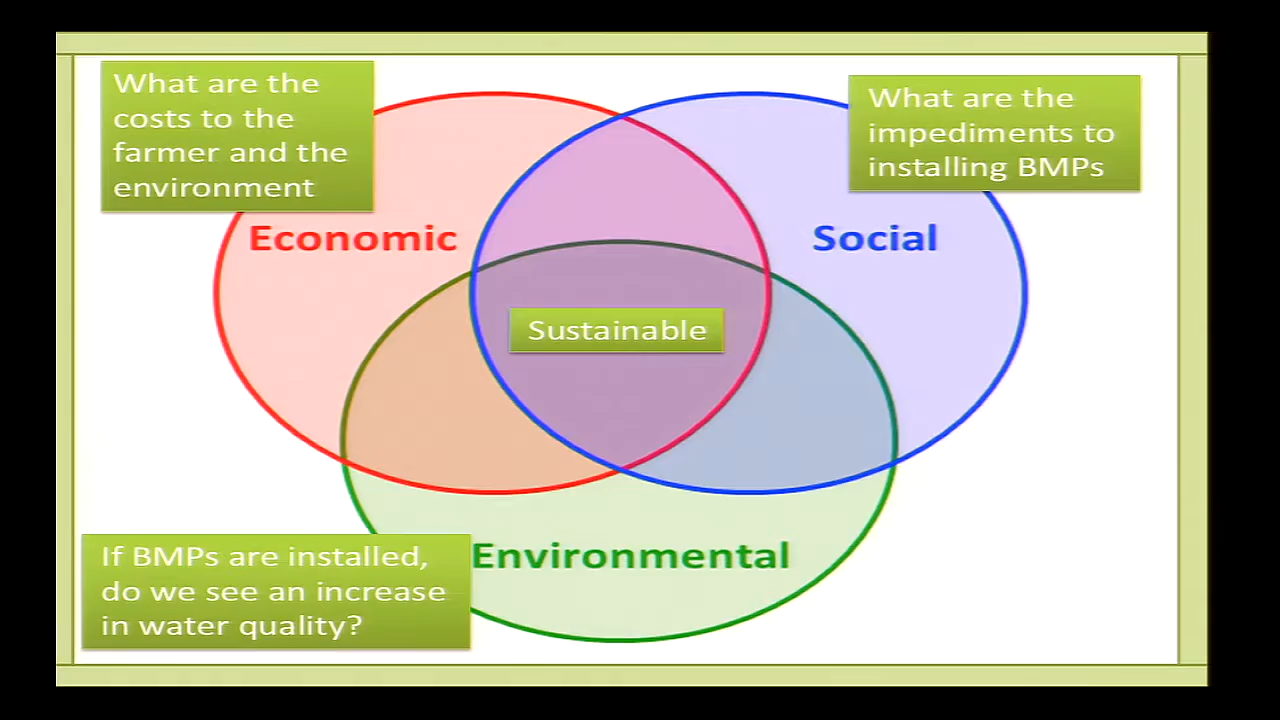 What are the
costs to the
farmer and the
environment
What are the
impediments to
installing BMPs
Economic
Social
Sustainable
If BMPs are installed,
do we see an increase
in water quality?
Environmental